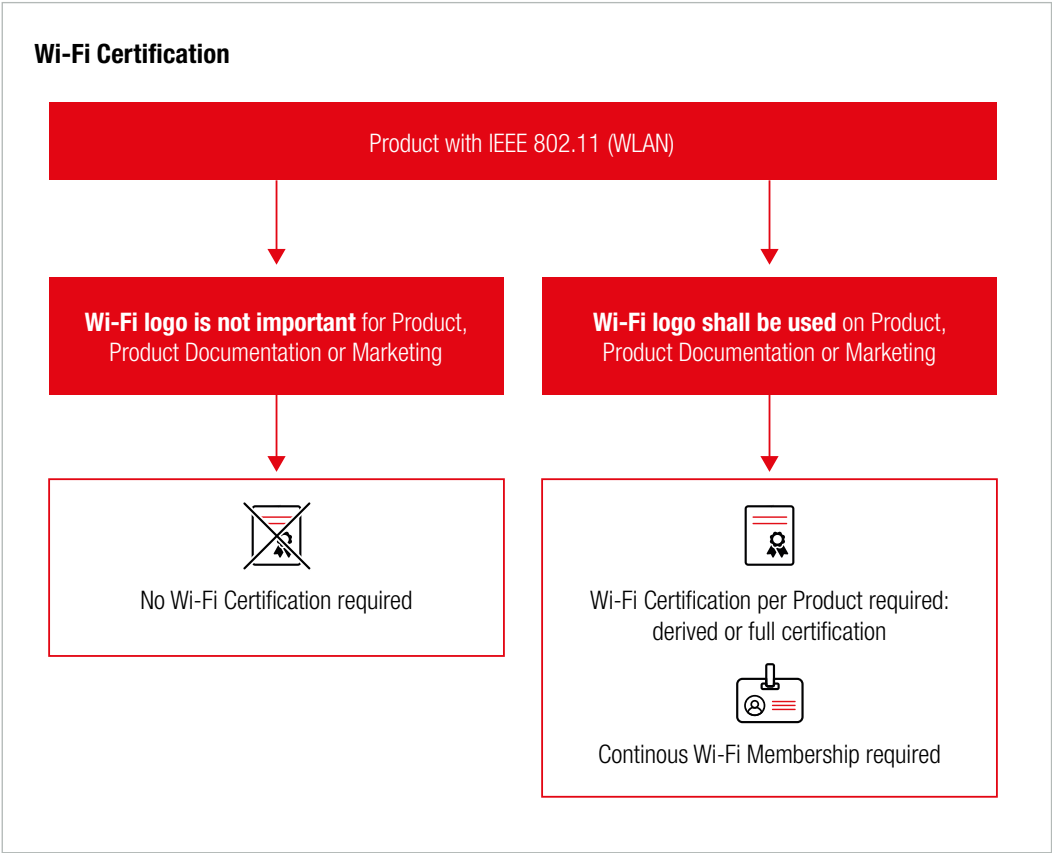 Wi-Fi Certification
Product with IEEE 802.11 (WLAN)
Wi-Fi logo is not important for Product,
Product Documentation or Marketing
Wi-Fi logo shall be used on Product,
Product Documentation or Marketing
No Wi-Fi Certification required
Wi-Fi Certification per Product required:
derived or full certification
Continous Wi-Fi Membership required